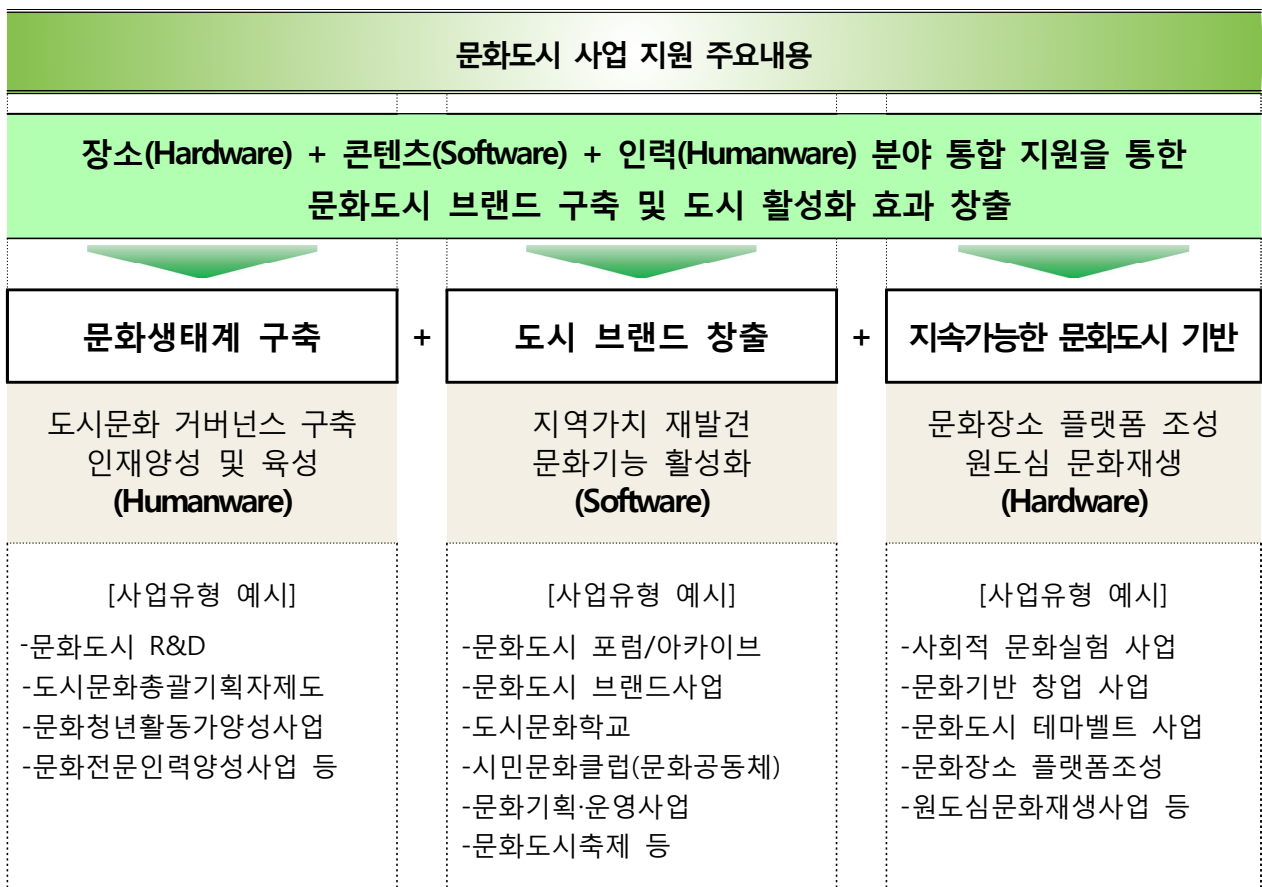 문화도시 사업 지원 주요내용
장소(Hardware) + 콘텐츠(Software) + 인력(Humanware) 분야 통합 지원을 통한
문화도시 브랜드 구축 및 도시 활성화 효과 창출
문화생태계 구축
+
도시 브랜드 창출
+
지속가능한 문화도시 기반
도시문화 거버넌스 구축
인재양성 및 육성
(Humanware)
지역가치 재발견
문화기능 활성화
(Software)
문화장소 플랫폼 조성
원도심 문화재생
(Hardware)
[사업유형 예시]
-문화도시 R&D
-도시문화총괄기획자제도
-문화청년활동가양성사업
-문화전문인력양성사업 등
[사업유형 예시]
-문화도시 포럼/아카이브
-문화도시 브랜드사업
-도시문화학교
-시민문화클럽(문화공동체)
-문화기획·운영사업
-문화도시축제 등
[사업유형 예시]
-사회적 문화실험 사업
-문화기반 창업 사업
-문화도시 테마벨트 사업
-문화장소 플랫폼조성
-원도심문화재생사업 등